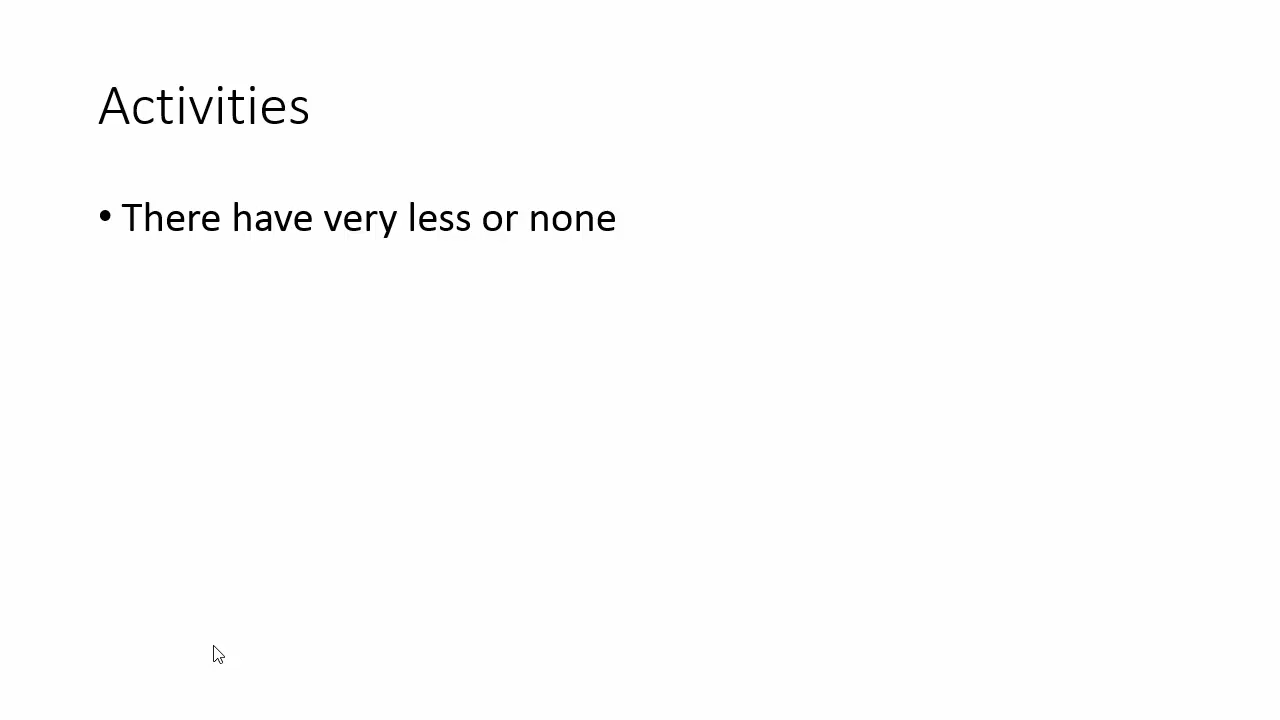 Activities
• There have very less or none